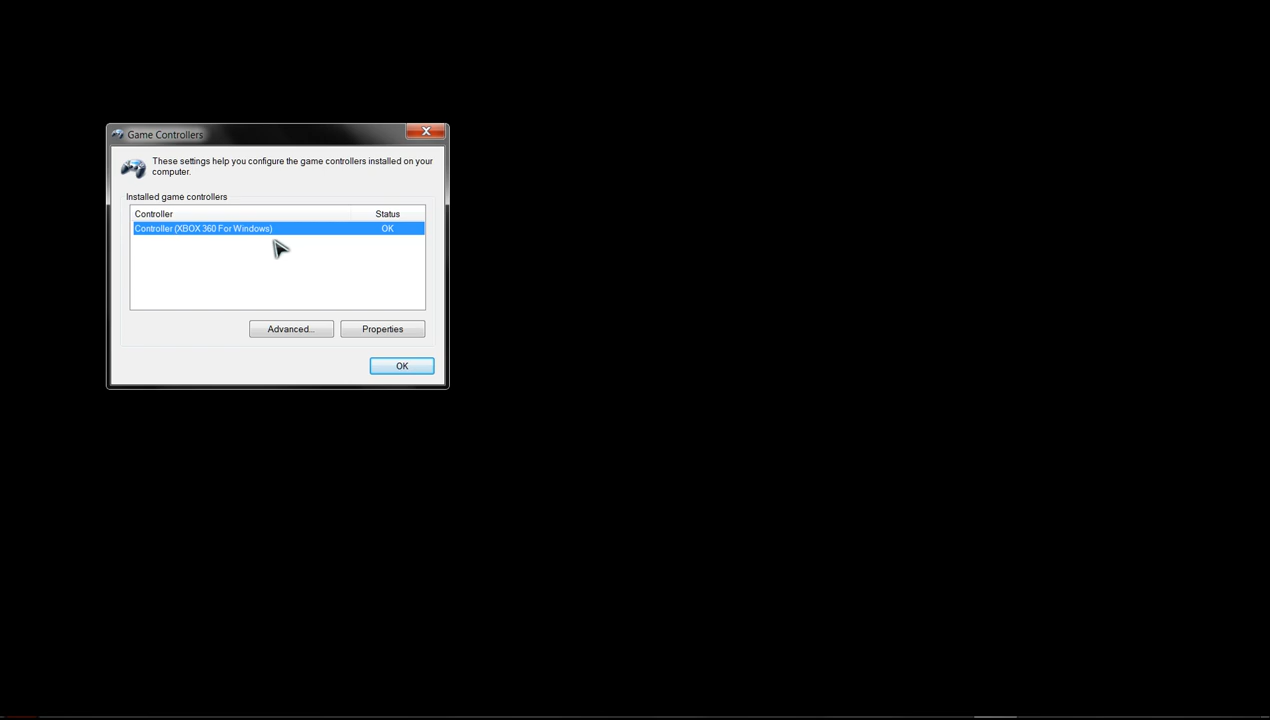 Game Controllers
These settings help you configure the game controllers installed on your
computer.
Installed game controllers
Controller Status
Controller (XBOX 360 For Windows) OK
Advanced... Properties
OK